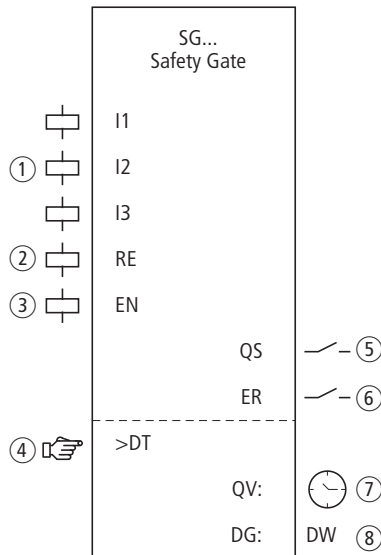 SG...
Safety Gate
I1
① I2
I3
② RE
③ EN
QS ⑤
ER ⑥
④ >DT
QV: ⑦
DG: DW ⑧